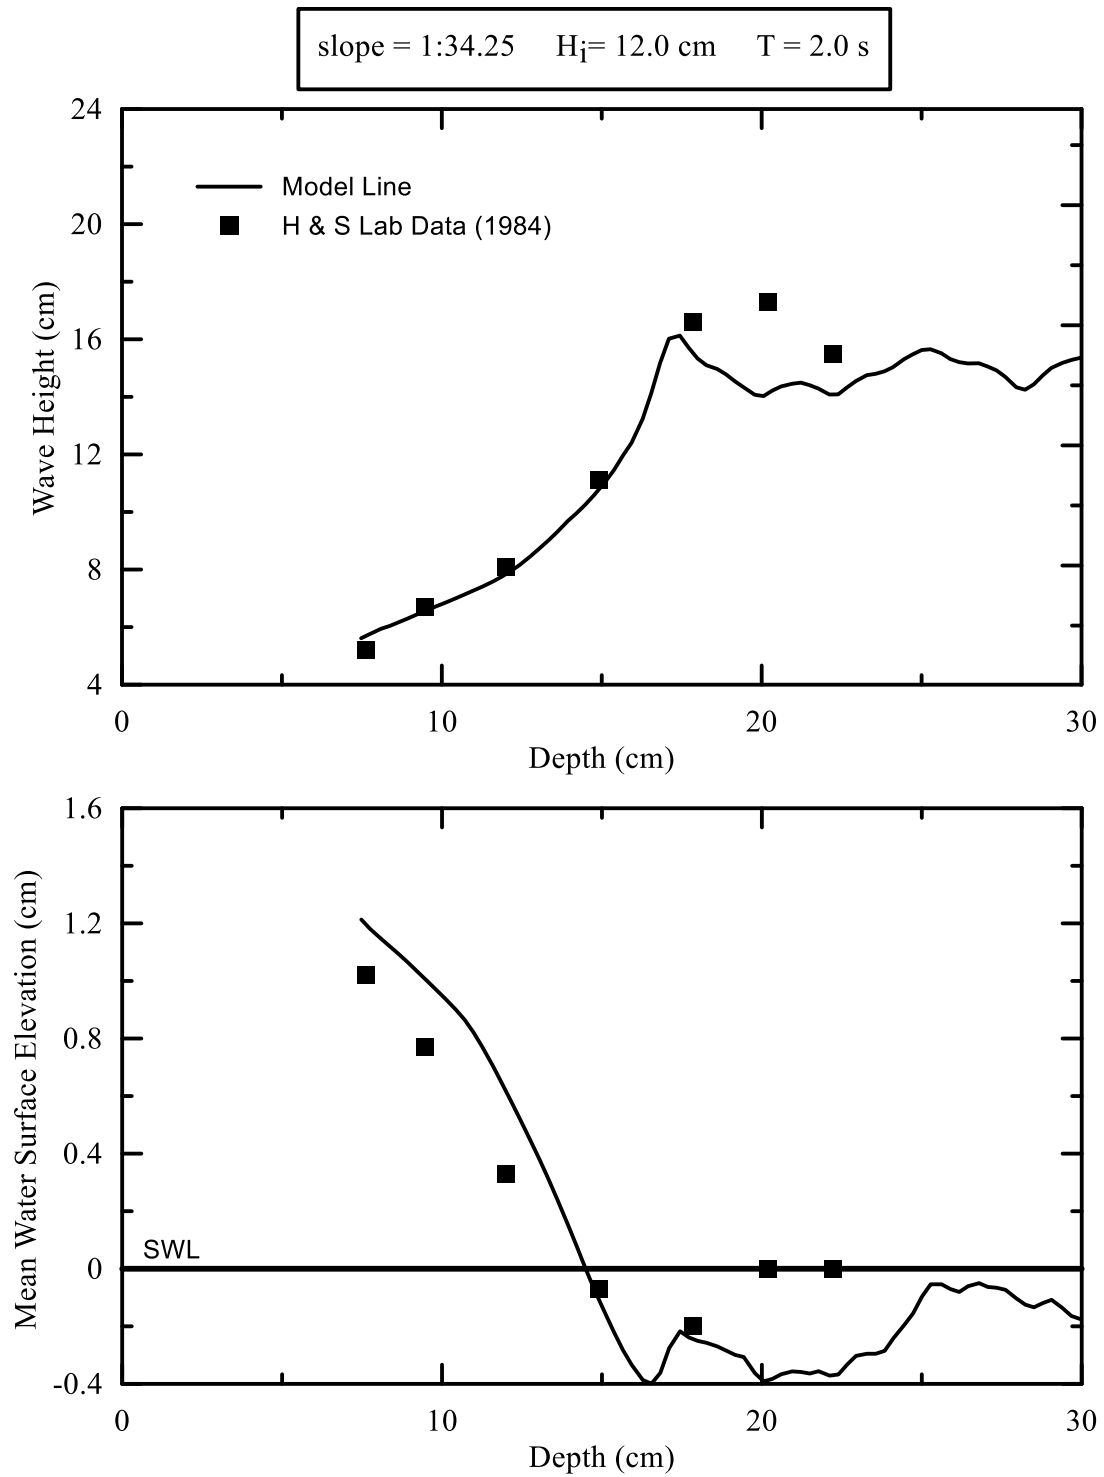 slope = 1:34.25 Hi= 12.0 cm T = 2.0 s
24
20
16
12
8
4
Wave Height (cm)
Model Line
H & S Lab Data (1984)
0 10 20 30
Depth (cm)
1.6
1.2
0.8
0.4
0
-0.4
Mean Water Surface Elevation (cm)
SWL
0 10 20 30
Depth (cm)